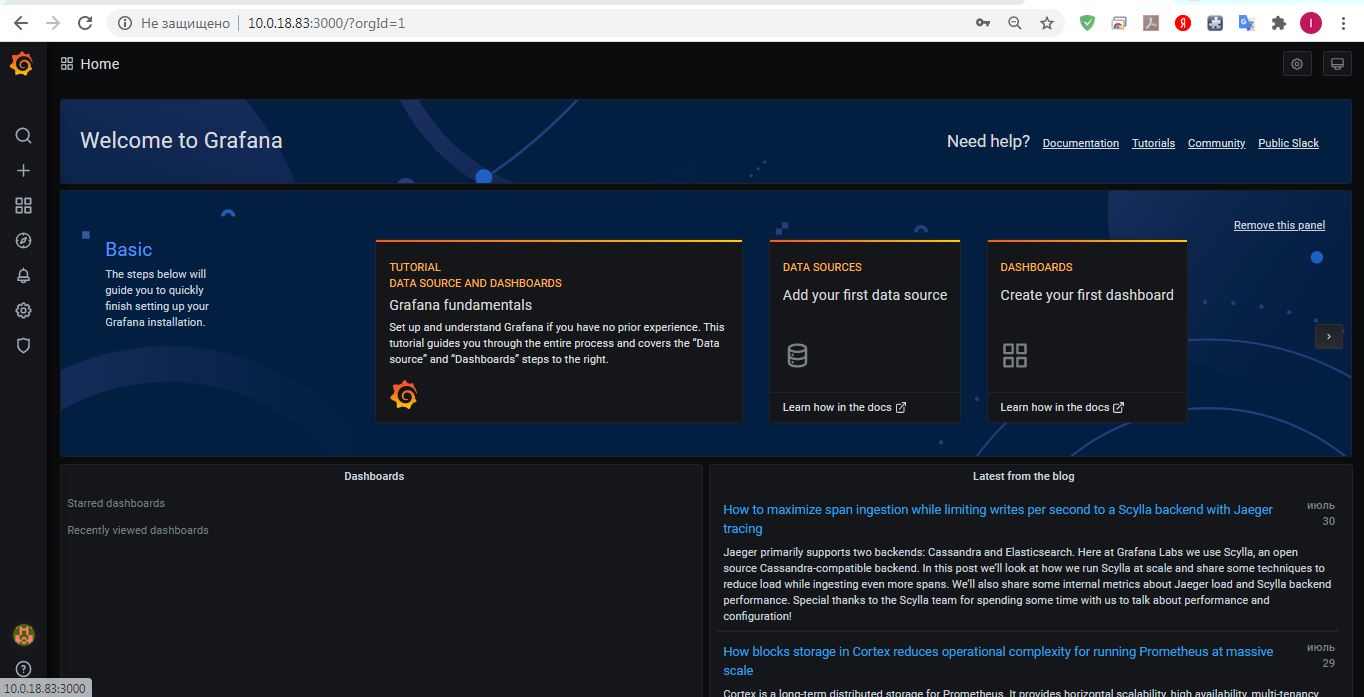 Не защищено
10.0.18.83:3000/?orgId=1
Я
I
Home
Welcome to Grafana
Need help?
Documentation
Tutorials
Community
Public Slack
Remove this panel
Basic
The steps below will
guide you to quickly
finish setting up your
Grafana installation.
TUTORIAL
DATA SOURCE AND DASHBOARDS
Grafana fundamentals
Set up and understand Grafana if you have no prior experience. This
tutorial guides you through the entire process and covers the “Data
source” and “Dashboards” steps to the right.
DATA SOURCES
Add your first data source
Learn how in the docs
DASHBOARDS
Create your first dashboard
Learn how in the docs
Dashboards
Starred dashboards
Recently viewed dashboards
Latest from the blog
How to maximize span ingestion while limiting writes per second to a Scylla backend with Jaeger
tracing
июль
30
Jaeger primarily supports two backends: Cassandra and Elasticsearch. Here at Grafana Labs we use Scylla, an open
source Cassandra-compatible backend. In this post we’ll look at how we run Scylla at scale and share some techniques to
reduce load while ingesting even more spans. We’ll also share some internal metrics about Jaeger load and Scylla backend
performance. Special thanks to the Scylla team for spending some time with us to talk about performance and
configuration!
How blocks storage in Cortex reduces operational complexity for running Prometheus at massive
scale
июль
29
Cortex is a long-term distributed storage for Prometheus. It provides horizontal scalability, high availability, multi-tenancy
10.0.18.83:3000